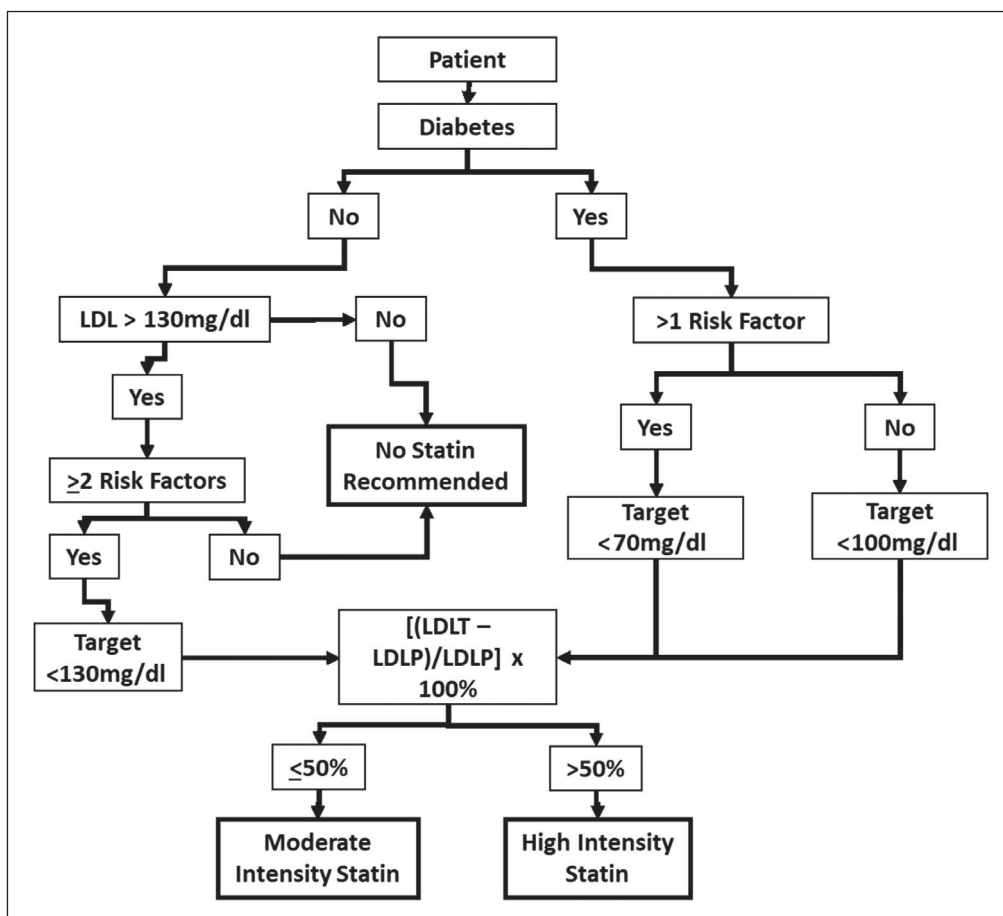 Patient
Diabetes
No
Yes
LDL > 130mg/dl
No
>1 Risk Factor
Yes
Yes
No
No Statin
Recommended
≥2 Risk Factors
Target
<70mg/dl
Target
<100mg/dl
Yes
No
Target
<130mg/dl
[(LDLT –
LDLP)/LDLP] x
100%
≤50%
>50%
Moderate
Intensity Statin
High Intensity
Statin